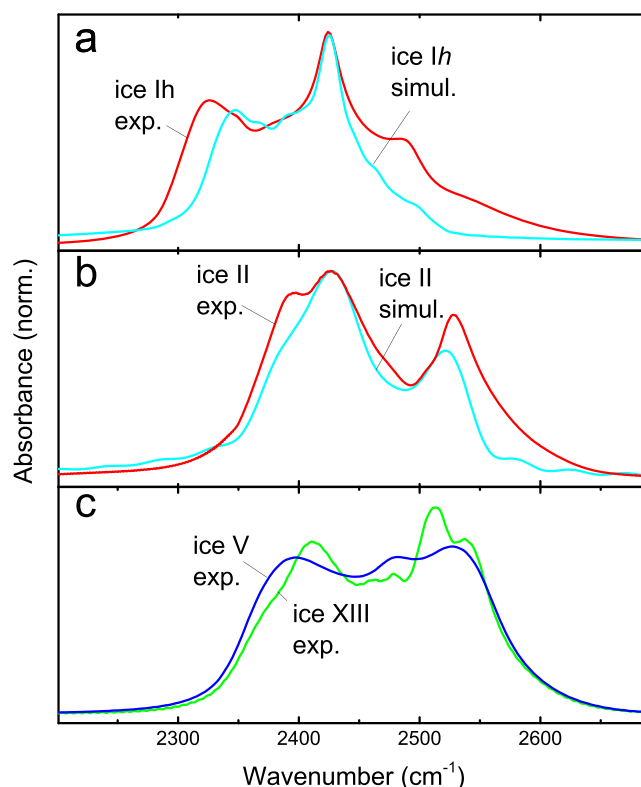 a
ice Ih
exp.
ice Ih
simul.
b
ice II
exp.
ice II
simul.
c
ice V
exp.
ice XIII
exp.
Absorbance (norm.)
2300 2400 2500 2600
Wavenumber (cm⁻¹)